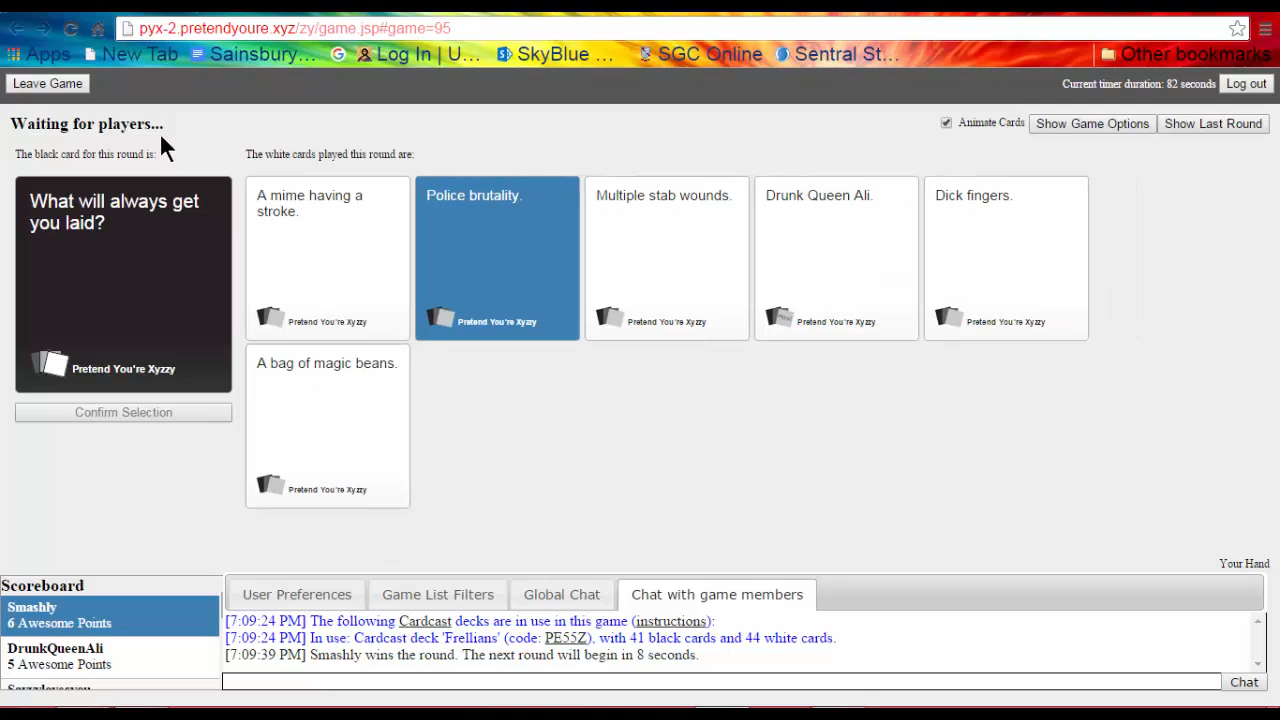 pyx-2.pretendyoure.xyz/zy/game.jsp#game=95
Apps New Tab Sainsbury... Log In | U... SkyBlue ... SGC Online Sentral St... Other bookmarks
Leave Game
Current timer duration: 82 seconds Log out
Waiting for players...
Animate Cards Show Game Options Show Last Round
The black card for this round is:
The white cards played this round are:
What will always get
you laid?
Pretend You're Xyzzy
Confirm Selection
A mime having a
stroke.
Pretend You're Xyzzy
Police brutality.
Pretend You're Xyzzy
Multiple stab wounds.
Pretend You're Xyzzy
Drunk Queen Ali.
Pretend You're Xyzzy
Dick fingers.
Pretend You're Xyzzy
A bag of magic beans.
Pretend You're Xyzzy
Your Hand
Scoreboard
Smashly
6 Awesome Points
DrunkQueenAli
5 Awesome Points
User Preferences Game List Filters Global Chat Chat with game members
[7:09:24 PM] The following Cardcast decks are in use in this game (instructions):
[7:09:24 PM] In use: Cardcast deck 'Frellians' (code: PE55Z), with 41 black cards and 44 white cards.
[7:09:39 PM] Smashly wins the round. The next round will begin in 8 seconds.
Chat